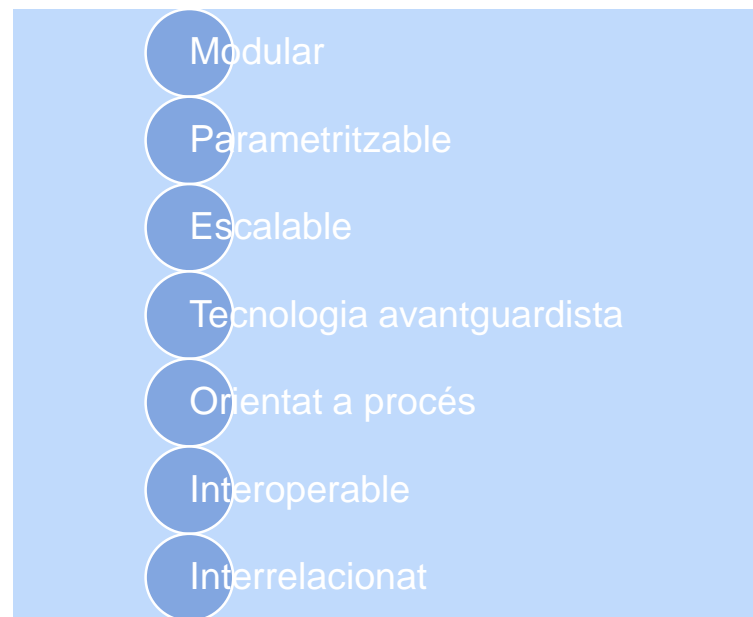 Modular
Parametritzable
Escalable
Tecnologia avantguardista
Orientat a procés
Interoperable
Interrelacionat